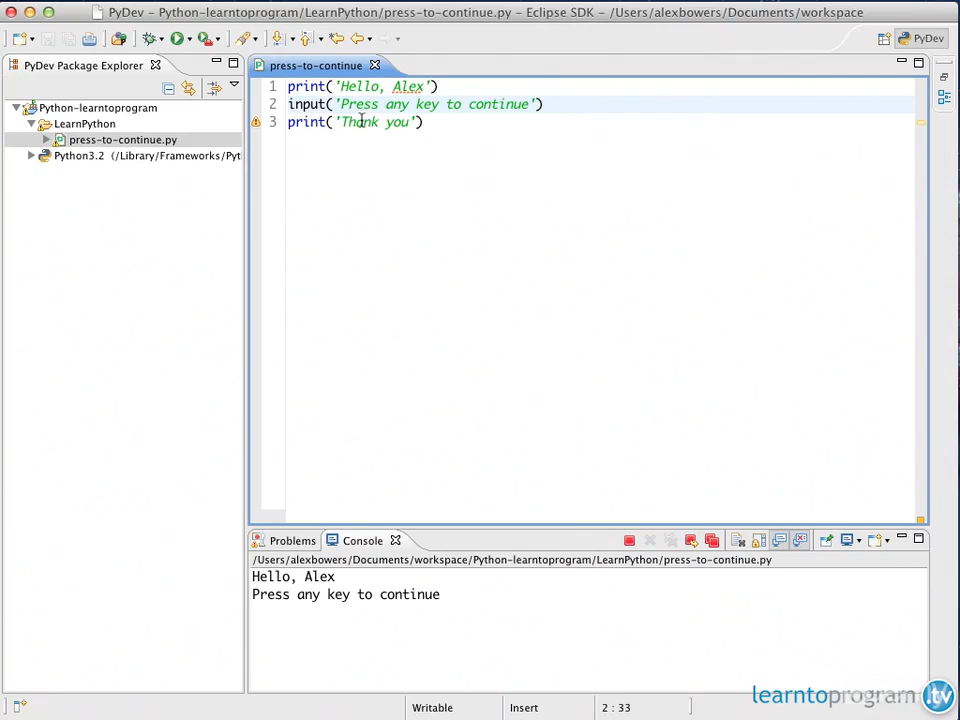 PyDev – Python-learntoprogram/LearnPython/press-to-continue.py – Eclipse SDK – /Users/alexbowers/Documents/workspace
PyDev
PyDev Package Explorer
press-to-continue
Python-learntoprogram
LearnPython
press-to-continue.py
Python3.2 (/Library/Frameworks/Pyt
1 print('Hello, Alex')
2 input('Press any key to continue')
3 print('Thank you')
Problems Console
/Users/alexbowers/Documents/workspace/Python-learntoprogram/LearnPython/press-to-continue.py
Hello, Alex
Press any key to continue
Writable Insert 2 : 33
learntoprogram .tv